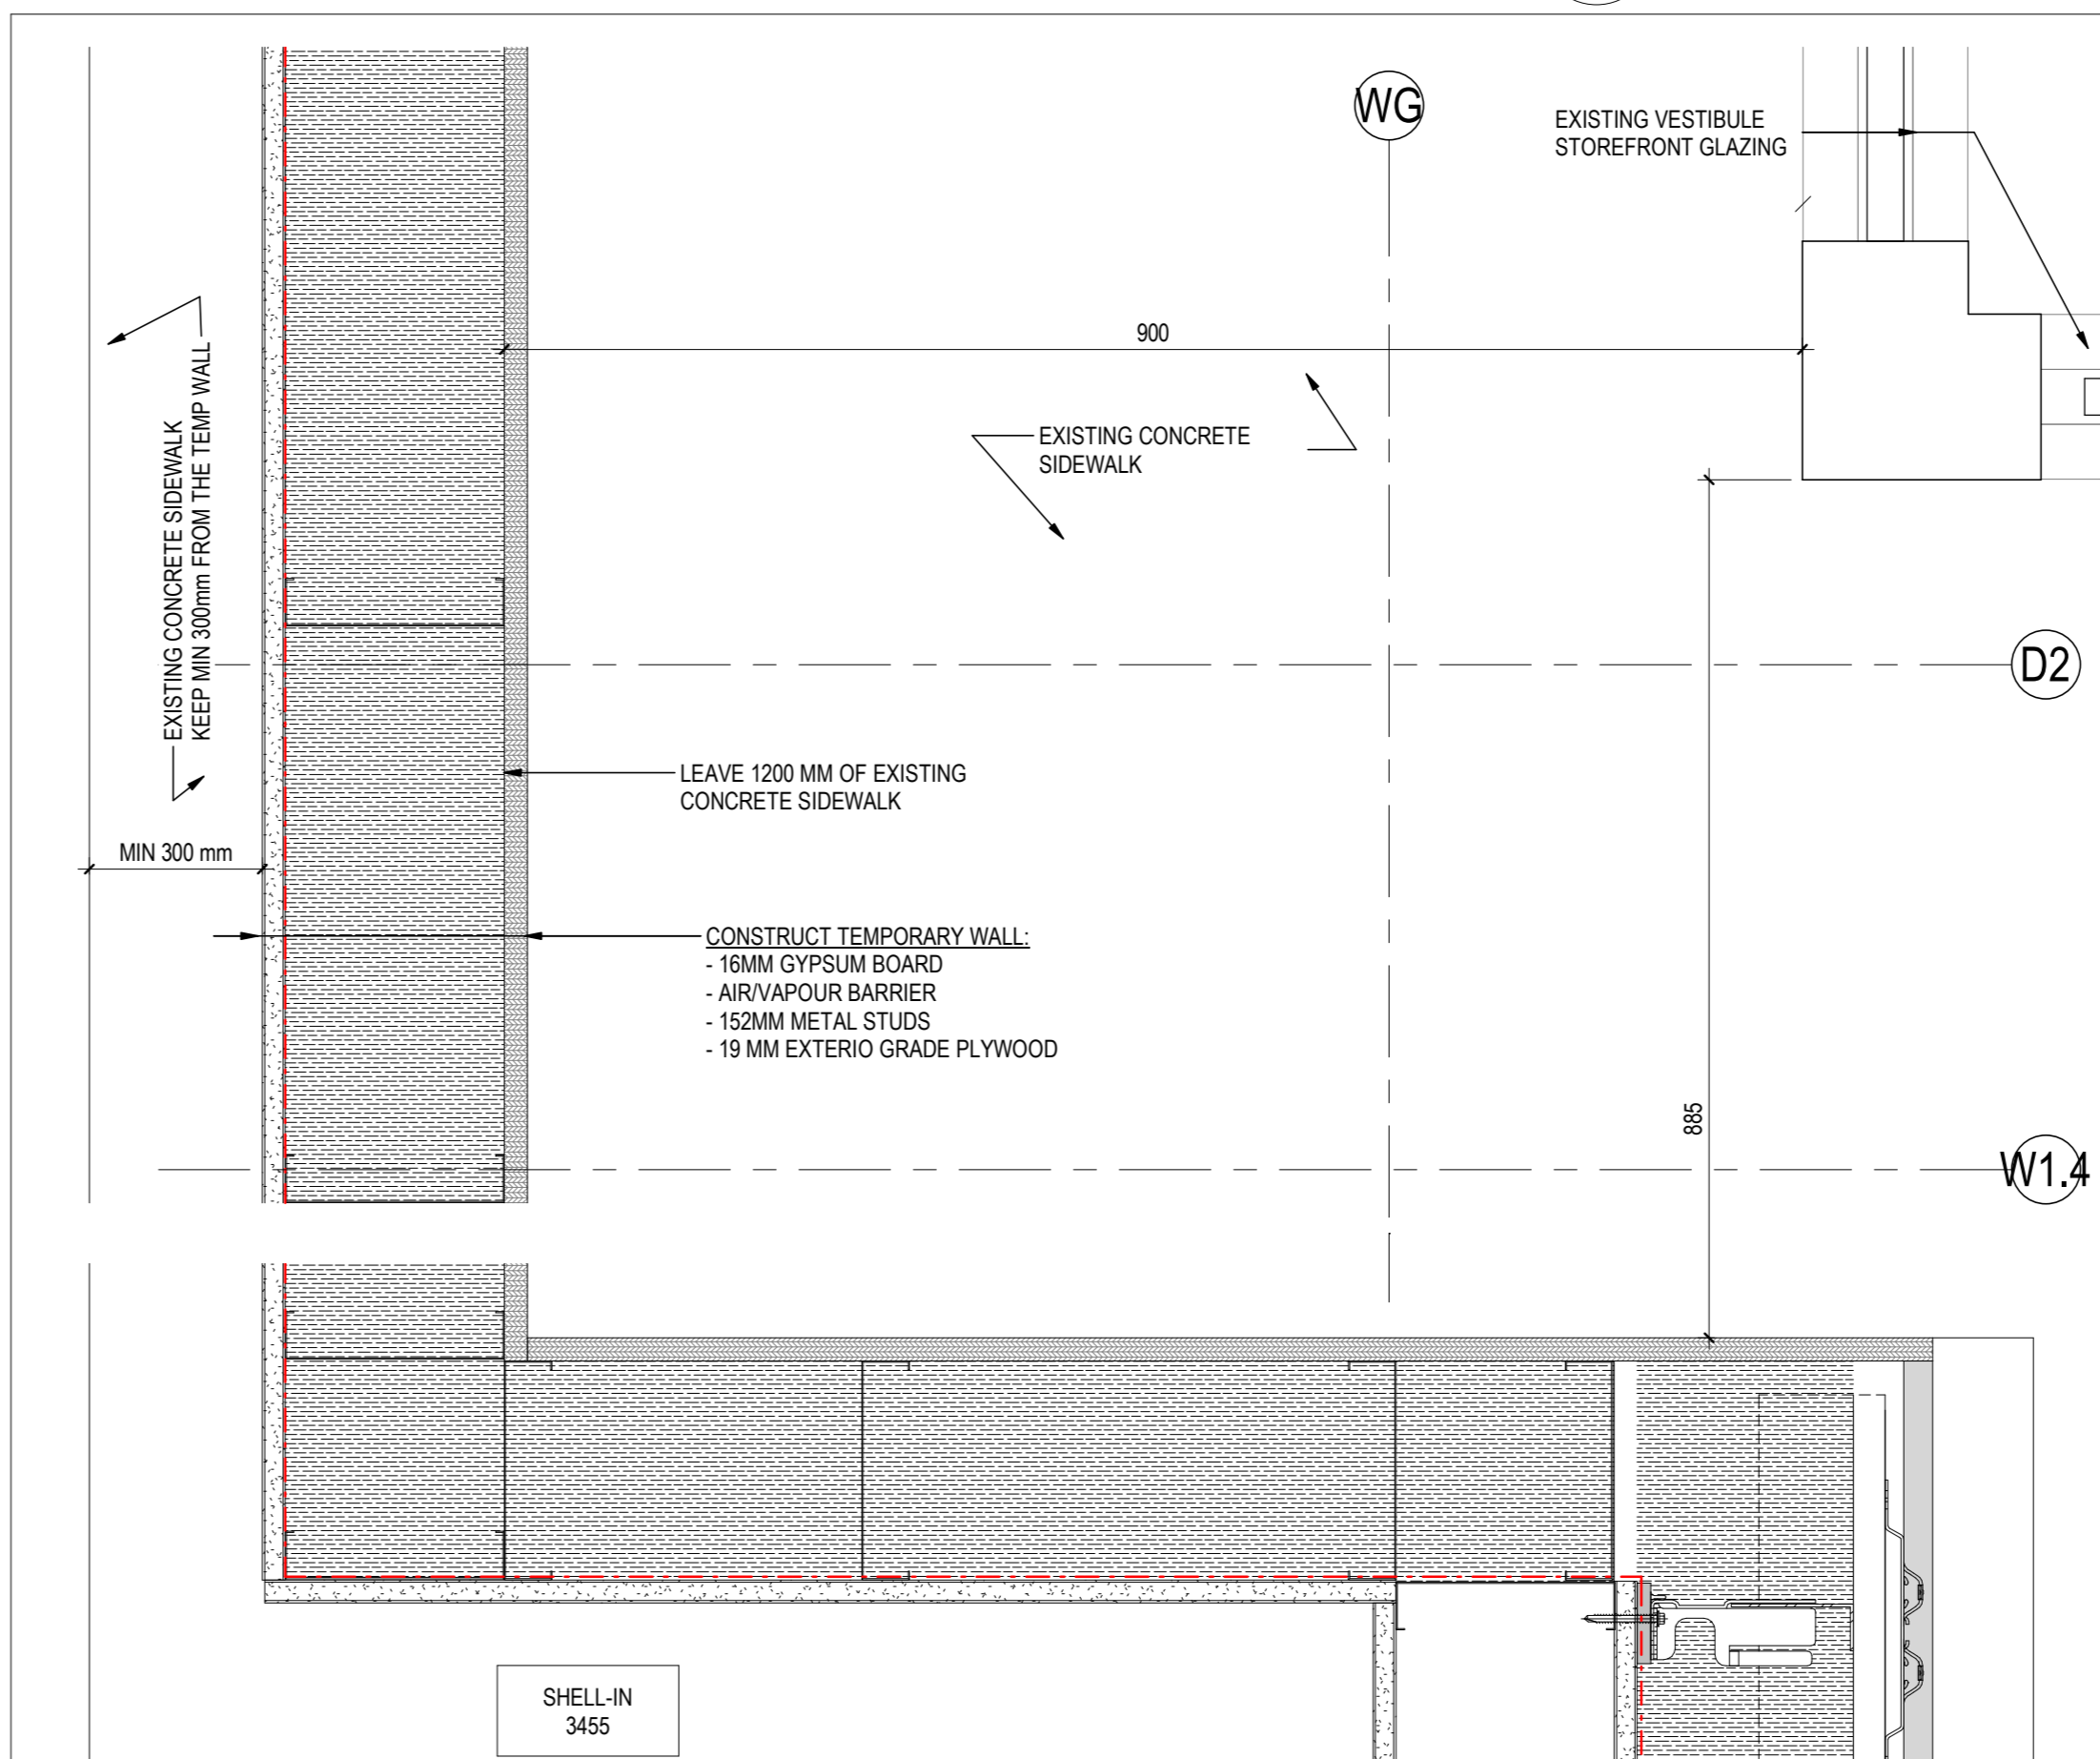 WG
EXISTING VESTIBULE
STOREFRONT GLAZING
900
EXISTING CONCRETE SIDEWALK
KEEP MIN 300mm FROM THE TEMP WALL
EXISTING CONCRETE
SIDEWALK
D2
LEAVE 1200 MM OF EXISTING
CONCRETE SIDEWALK
MIN 300 mm
CONSTRUCT TEMPORARY WALL:
- 16MM GYPSUM BOARD
- AIR/VAPOUR BARRIER
- 152MM METAL STUDS
- 19 MM EXTERIO GRADE PLYWOOD
885
W1.4
SHELL-IN
3455